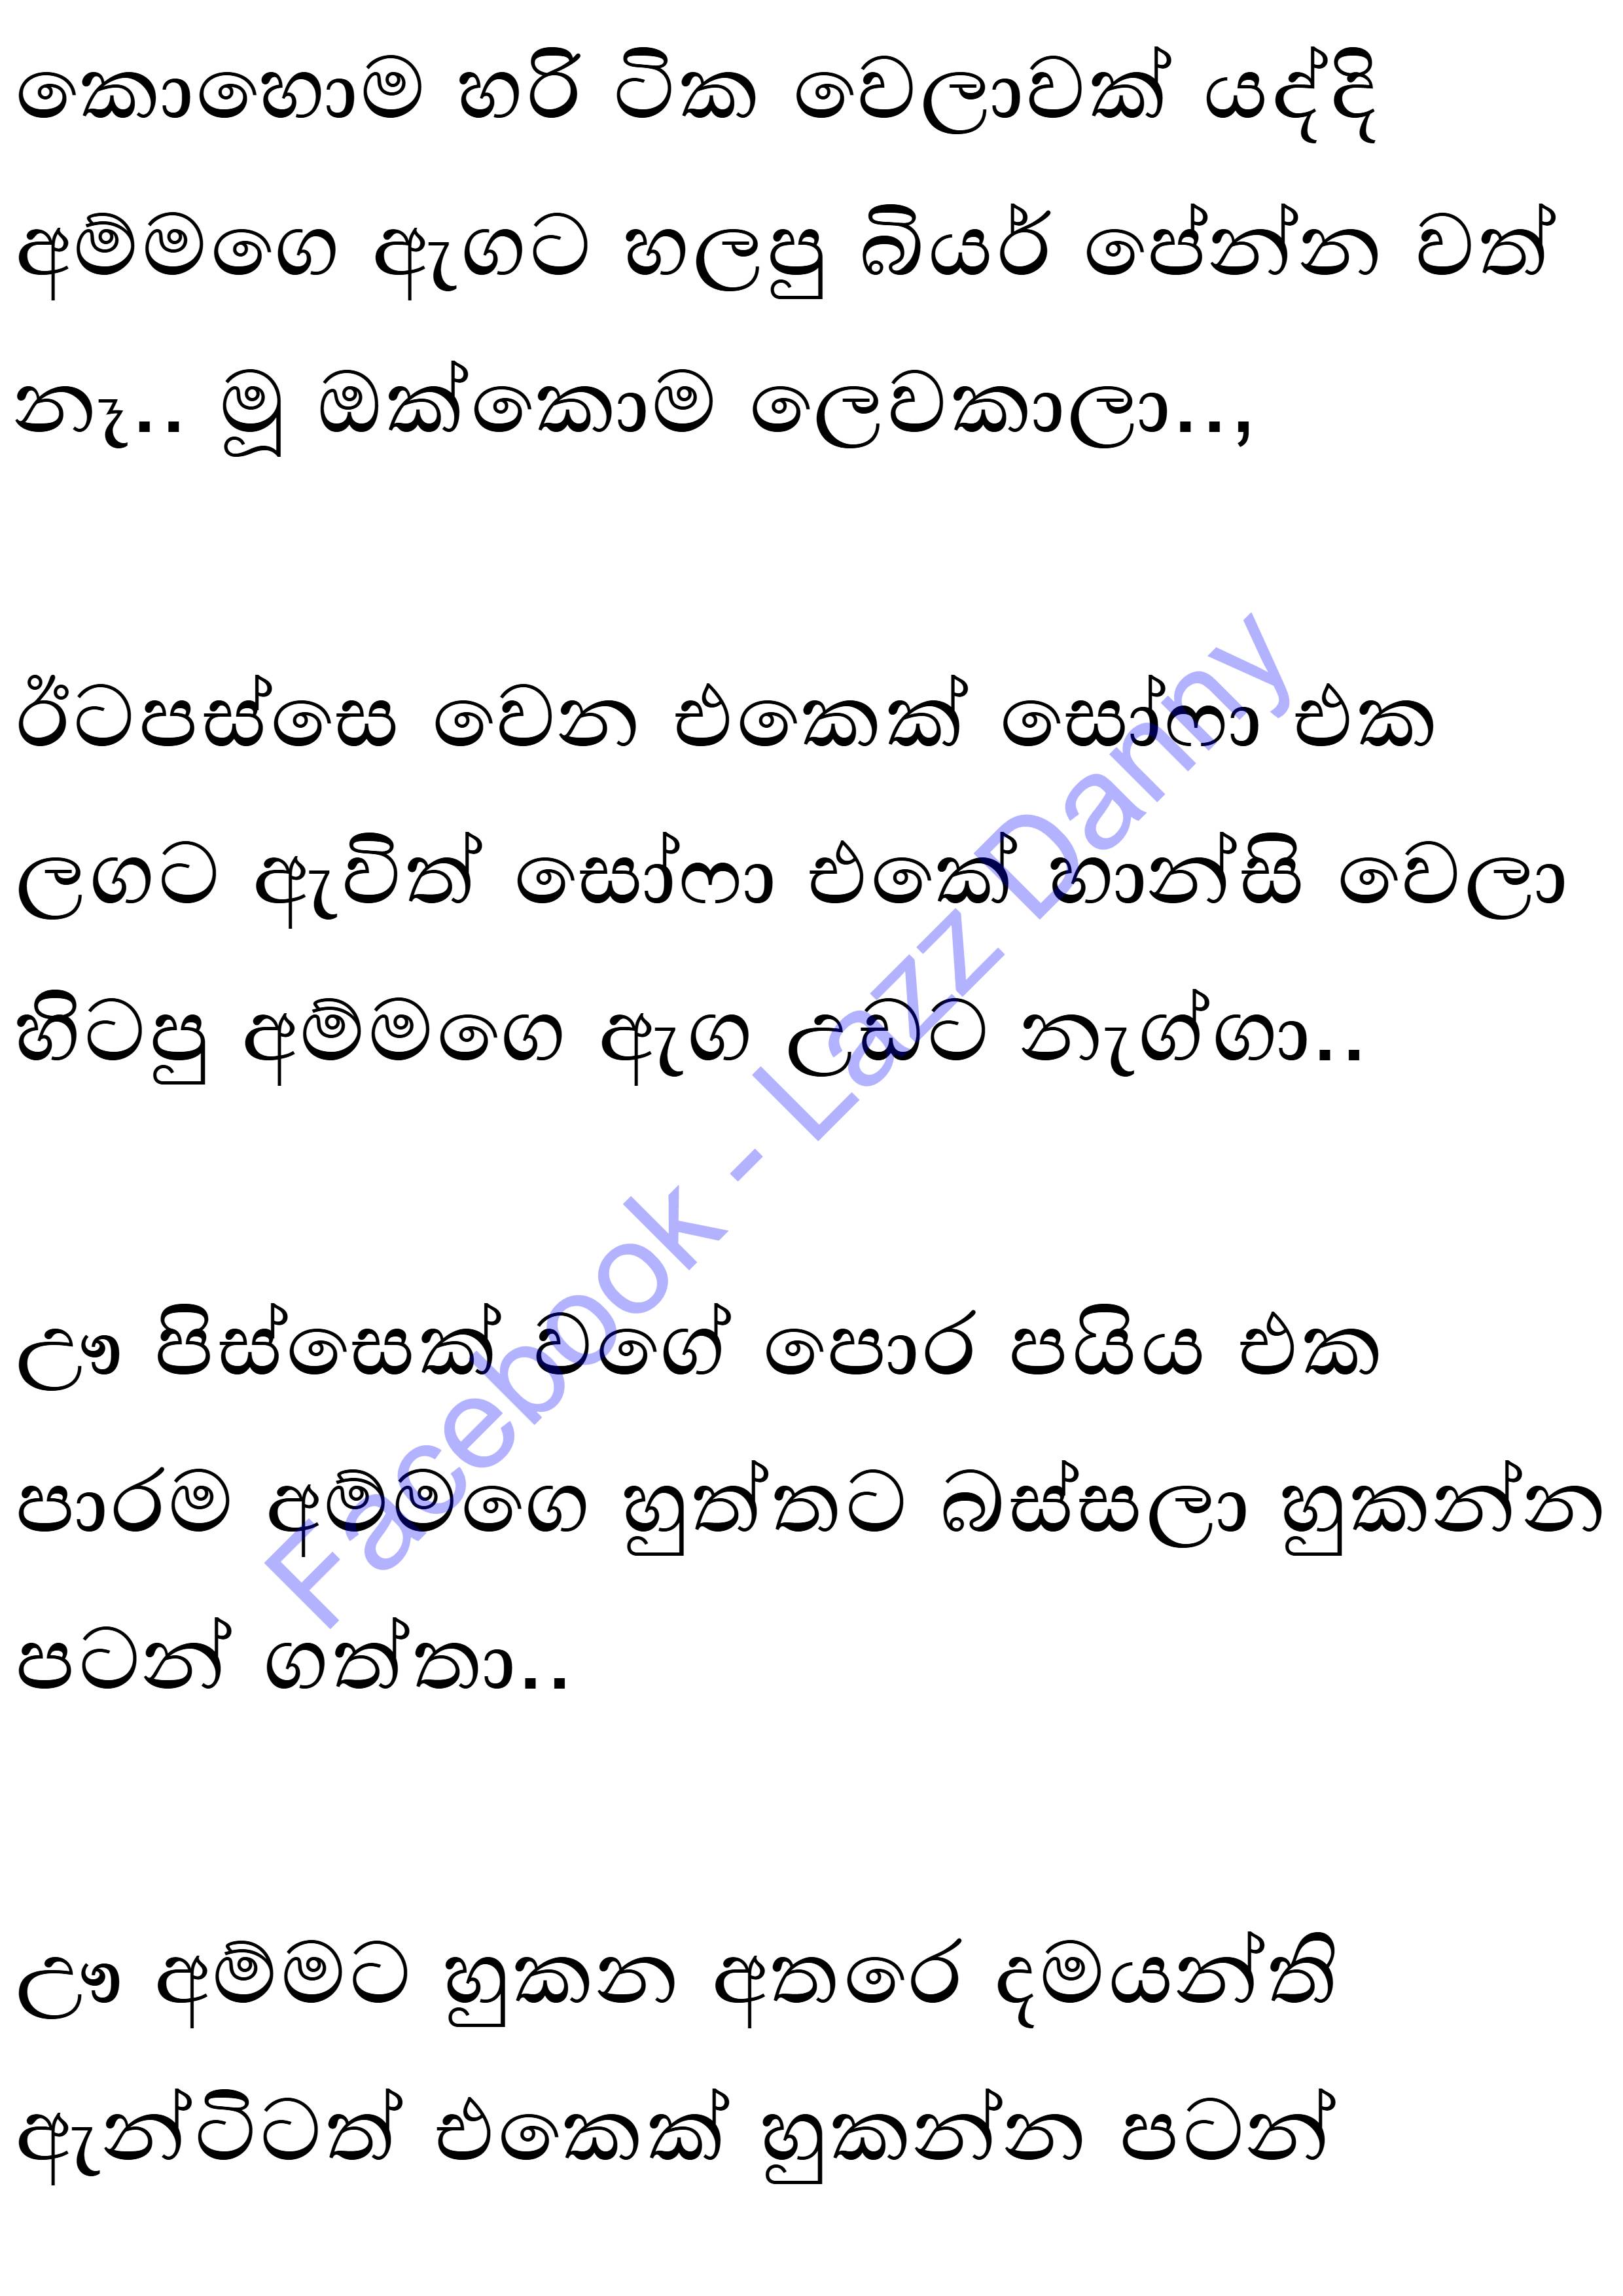 කොහොම හරි ටික වෙලාවක් යද්දි
අම්මගෙ ඇගට හලපු බියර් පේන්න වත්
නෑ.. මූ ඔක්කොම ලෙවකාලා..,
ඊටපස්සෙ වෙන එකෙක් සෝෆා එක
ලගට ඇවිත් සෝෆා එකේ හාන්සි වෙලා
හිටපු අම්මගෙ ඇග උඩට නැග්ගා..
ඌ පිස්සෙක් වගේ පොර පයිය එක
පාරම අම්මගෙ හුත්තට බස්සලා හුකන්න
පටන් ගත්තා..
ඌ අම්මට හුකන අතරෙ දමයන්ති
ඇන්ටිටත් එකෙක් හුකන්න පටන්
Facebook - Lazz Danny